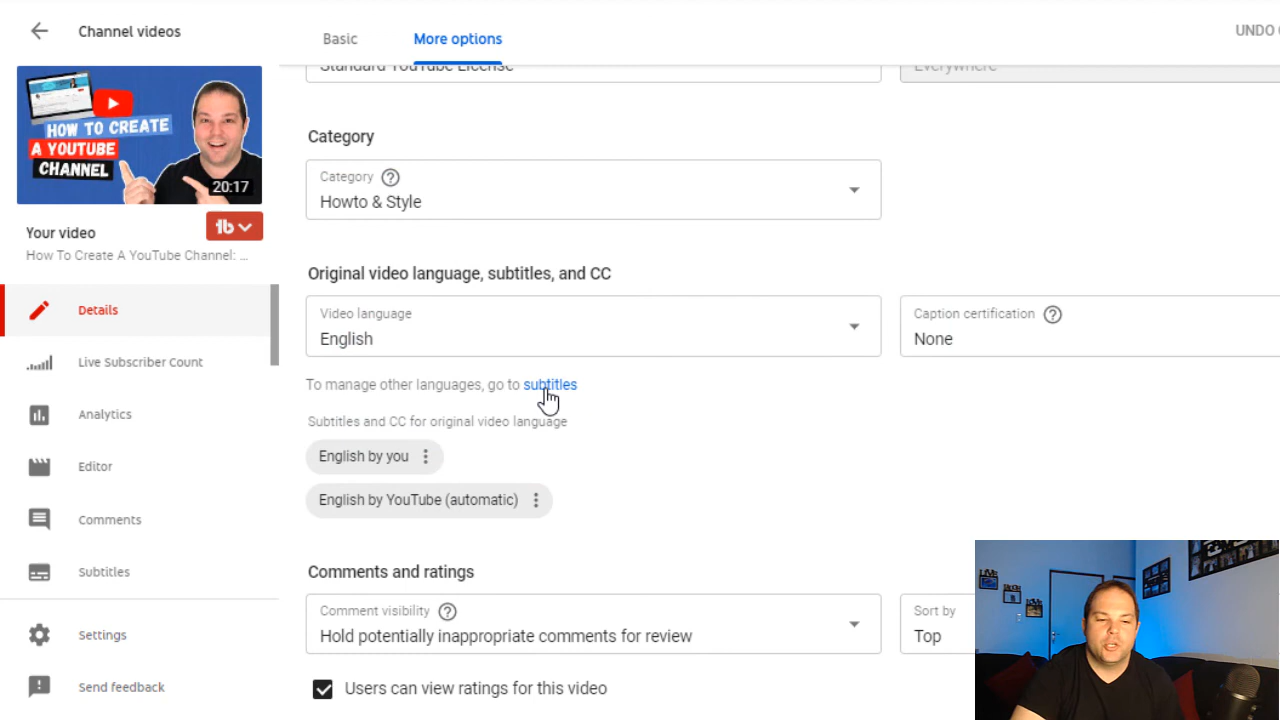 Channel videos
Basic
More options
UNDO
Standard YouTube License
Everywhere
HOW TO CREATE
A YOUTUBE
CHANNEL
20:17
Your video
tb
How To Create A YouTube Channel: ...
Details
Live Subscriber Count
Analytics
Editor
Comments
Subtitles
Settings
Send feedback
Category
Category ?
Howto & Style
Original video language, subtitles, and CC
Video language
English
Caption certification ?
None
To manage other languages, go to subtitles
Subtitles and CC for original video language
English by you
English by YouTube (automatic)
Comments and ratings
Comment visibility ?
Hold potentially inappropriate comments for review
Sort by
Top
Users can view ratings for this video
LIVE